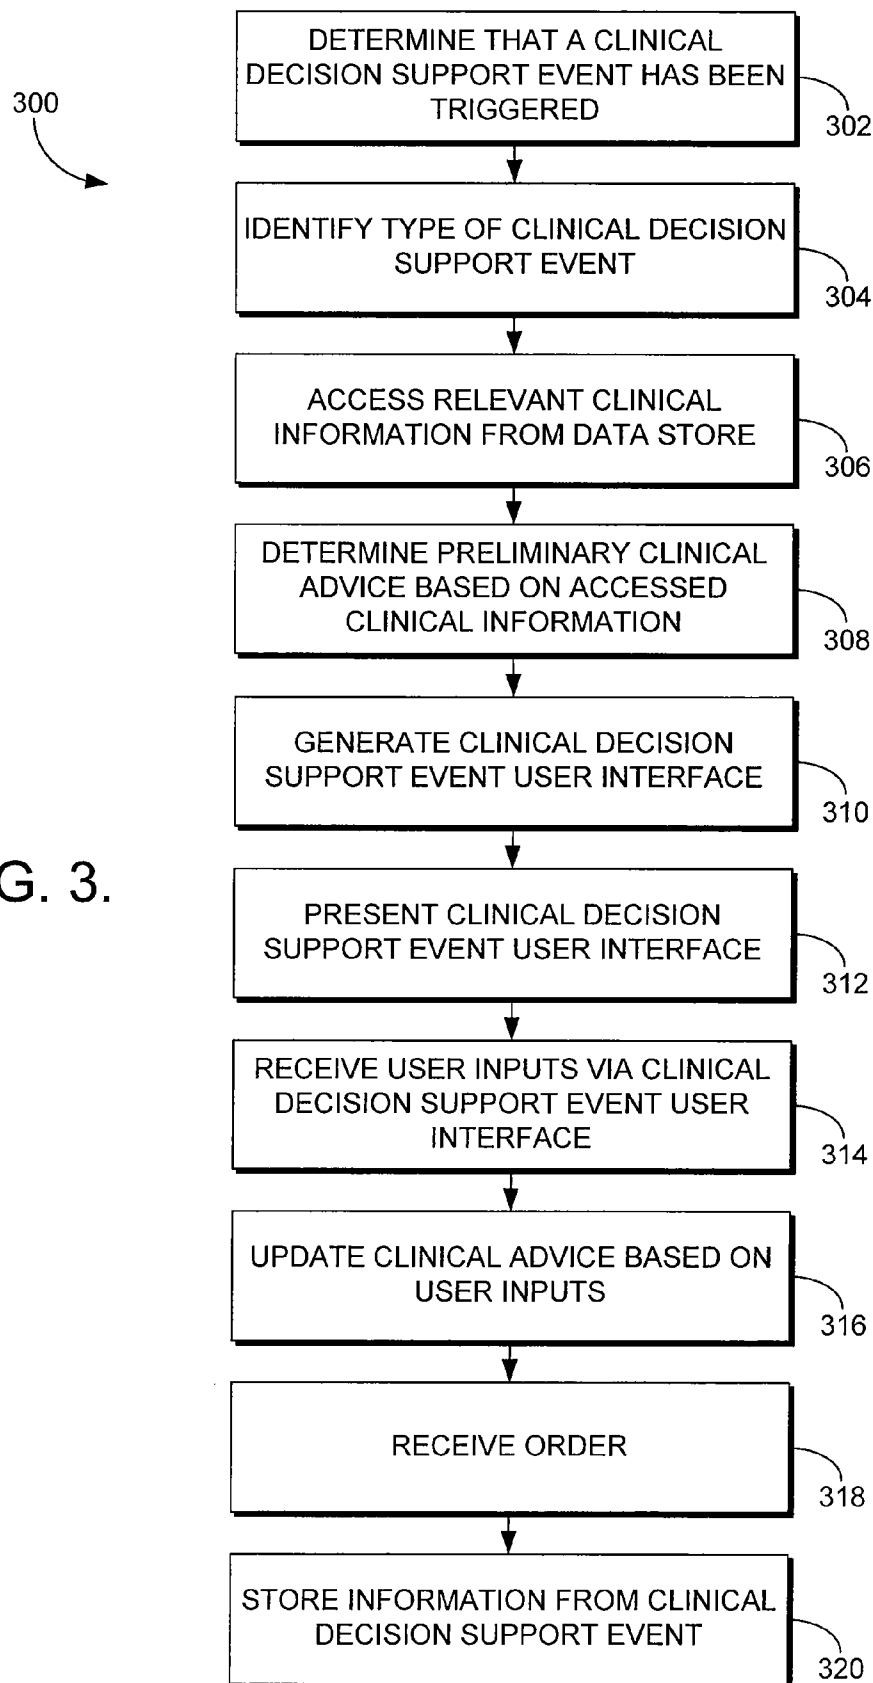 DETERMINE THAT A CLINICAL
DECISION SUPPORT EVENT HAS BEEN
TRIGGERED
300
302
IDENTIFY TYPE OF CLINICAL DECISION
SUPPORT EVENT
304
ACCESS RELEVANT CLINICAL
INFORMATION FROM DATA STORE
306
DETERMINE PRELIMINARY CLINICAL
ADVICE BASED ON ACCESSED
CLINICAL INFORMATION
308
GENERATE CLINICAL DECISION
SUPPORT EVENT USER INTERFACE
310
G. 3.
PRESENT CLINICAL DECISION
SUPPORT EVENT USER INTERFACE
312
RECEIVE USER INPUTS VIA CLINICAL
DECISION SUPPORT EVENT USER
INTERFACE
314
UPDATE CLINICAL ADVICE BASED ON
USER INPUTS
316
RECEIVE ORDER
318
STORE INFORMATION FROM CLINICAL
DECISION SUPPORT EVENT
320